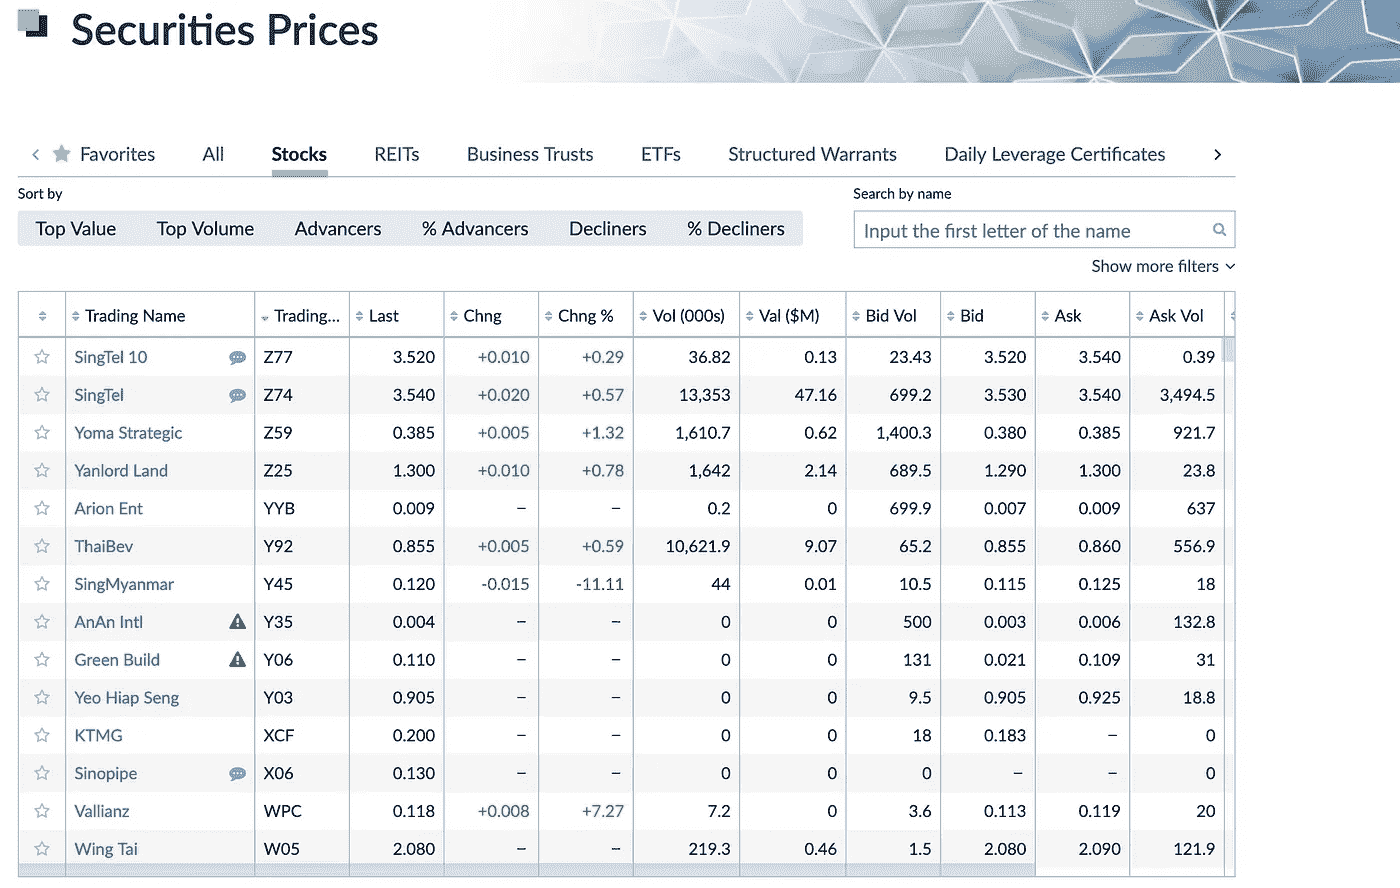 Securities Prices
Favorites All Stocks REITs Business Trusts ETFs Structured Warrants Daily Leverage Certificates
Sort by Search by name
Top Value Top Volume Advancers % Advancers Decliners % Decliners Input the first letter of the name
Show more filters
Trading Name Trading... Last Chng Chng % Vol (000s) Val ($M) Bid Vol Bid Ask Ask Vol
SingTel 10 Z77 3.520 +0.010 +0.29 36.82 0.13 23.43 3.520 3.540 0.39
SingTel Z74 3.540 +0.020 +0.57 13,353 47.16 699.2 3.530 3.540 3,494.5
Yoma Strategic Z59 0.385 +0.005 +1.32 1,610.7 0.62 1,400.3 0.380 0.385 921.7
Yanlord Land Z25 1.300 +0.010 +0.78 1,642 2.14 689.5 1.290 1.300 23.8
Arion Ent YYB 0.009 – – 0.2 0 699.9 0.007 0.009 637
ThaiBev Y92 0.855 +0.005 +0.59 10,621.9 9.07 65.2 0.855 0.860 556.9
SingMyanmar Y45 0.120 -0.015 -11.11 44 0.01 10.5 0.115 0.125 18
AnAn Intl Y35 0.004 – – 0 0 500 0.003 0.006 132.8
Green Build Y06 0.110 – – 0 0 131 0.021 0.109 31
Yeo Hiap Seng Y03 0.905 – – 0 0 9.5 0.905 0.925 18.8
KTMG XCF 0.200 – – 0 0 18 0.183 – 0
Sinopipe X06 0.130 – – 0 0 0 – – 0
Vallianz WPC 0.118 +0.008 +7.27 7.2 0 3.6 0.113 0.119 20
Wing Tai W05 2.080 – – 219.3 0.46 1.5 2.080 2.090 121.9